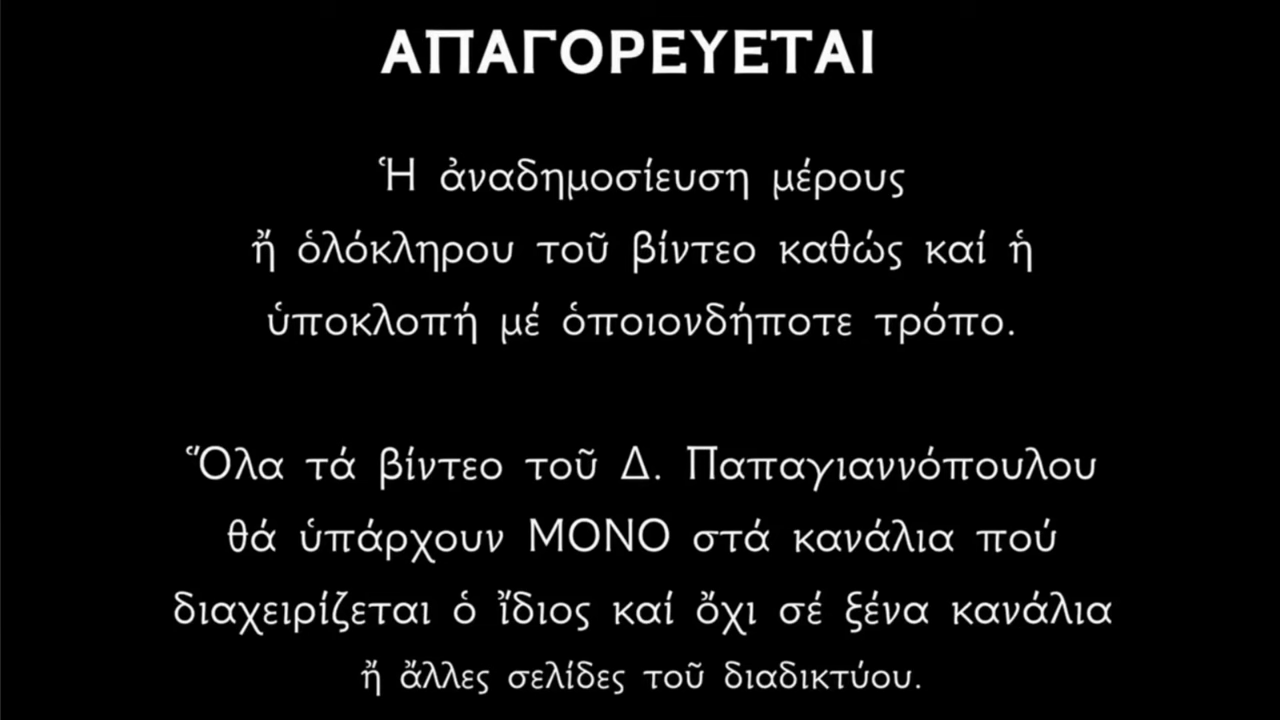 ΑΠΑΓΟΡΕΥΕΤΑΙ
Ἡ ἀναδημοσίευση μέρους
ἤ ὁλόκληρου τοῦ βίντεο καθώς καί ἡ
ὑποκλοπή μέ ὁποιονδήποτε τρόπο.
Ὅλα τά βίντεο τοῦ Δ. Παπαγιαννόπουλου
θά ὑπάρχουν ΜΟΝΟ στά κανάλια πού
διαχειρίζεται ὁ ἴδιος καί ὄχι σέ ξένα κανάλια
ἤ ἄλλες σελίδες τοῦ διαδικτύου.